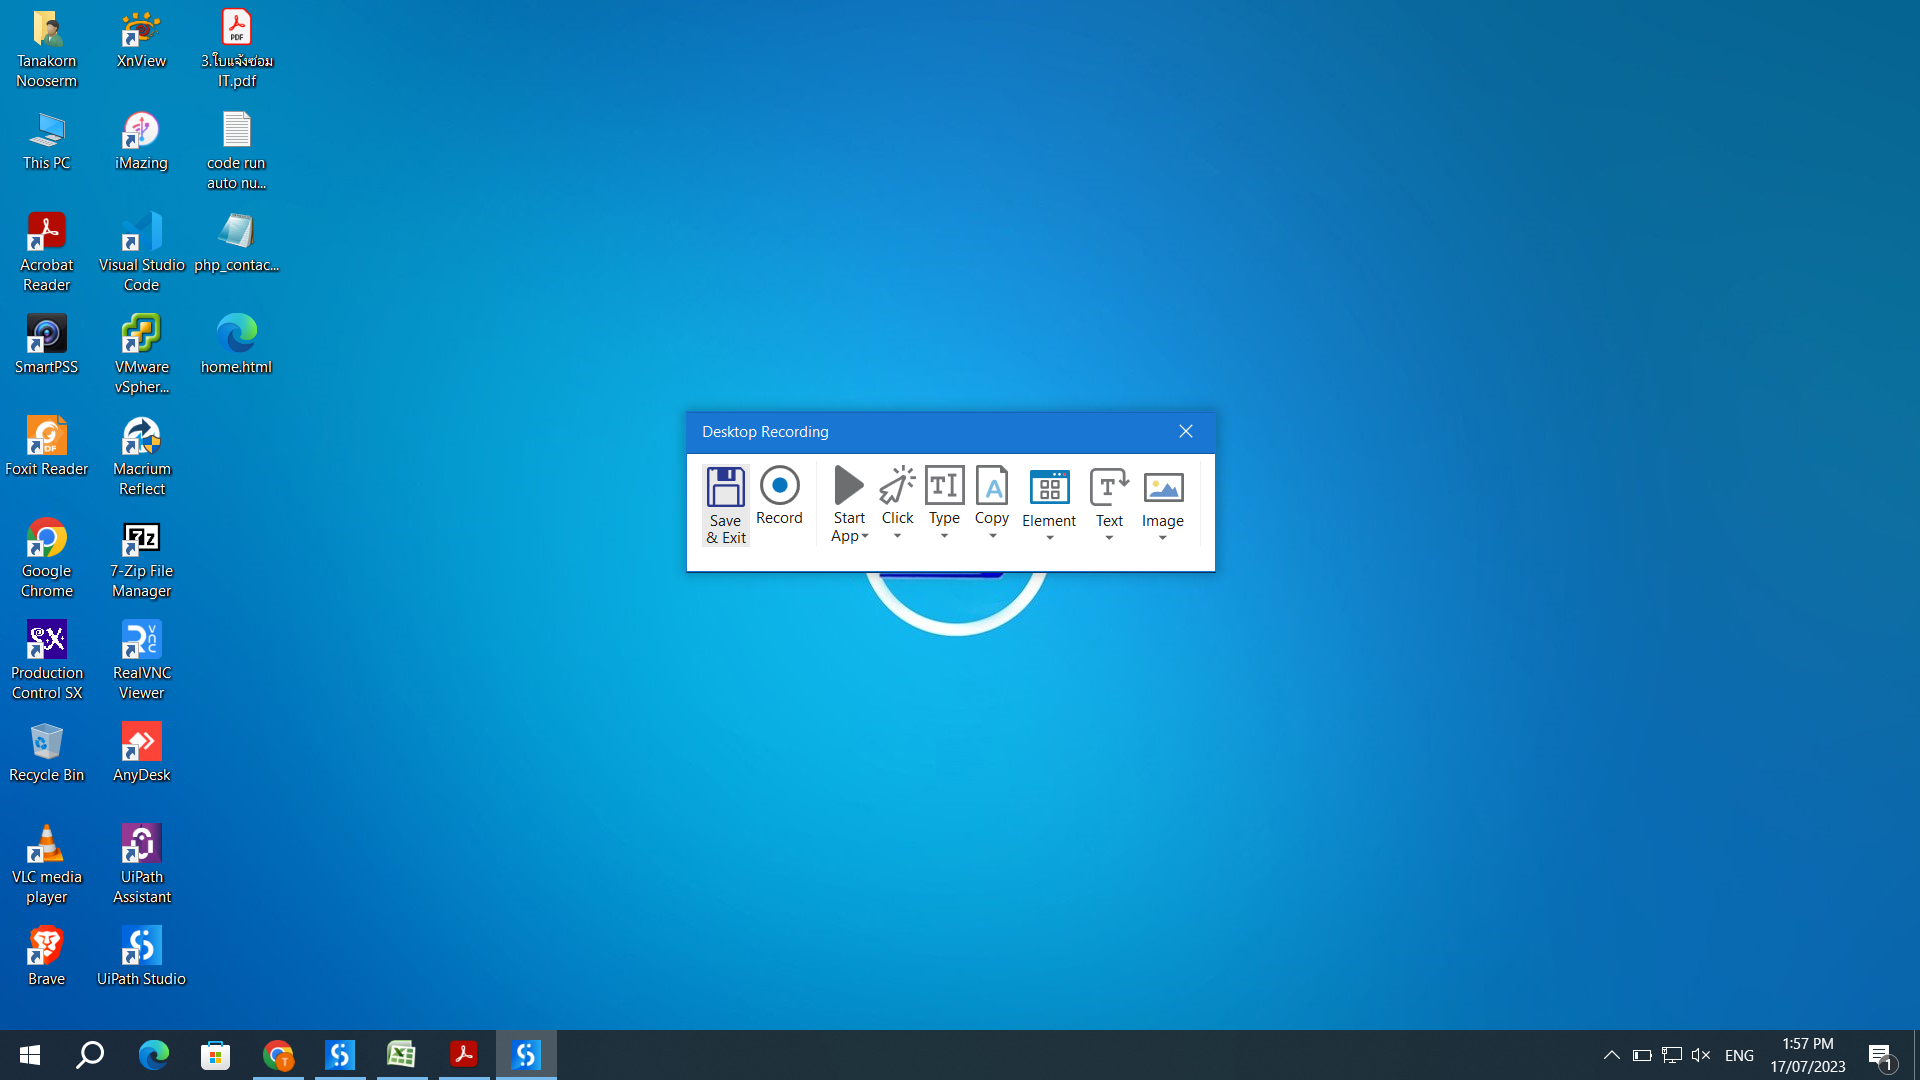 Tanakorn
Nooserm
XnView
3.ใบแจ้งซ่อม
IT.pdf
PDF
This PC
iMazing
code run
auto nu...
Acrobat
Reader
Visual Studio
Code
php_contac...
SmartPSS
VMware
vSpher...
home.html
Foxit Reader
Macrium
Reflect
Google
Chrome
7-Zip File
Manager
Production
Control SX
RealVNC
Viewer
Recycle Bin
AnyDesk
VLC media
player
UiPath
Assistant
Brave
UiPath Studio
Desktop Recording
Save
& Exit
Record
Start
App
Click
Type
Copy
Element
Text
Image
ENG
1:57 PM
17/07/2023
1